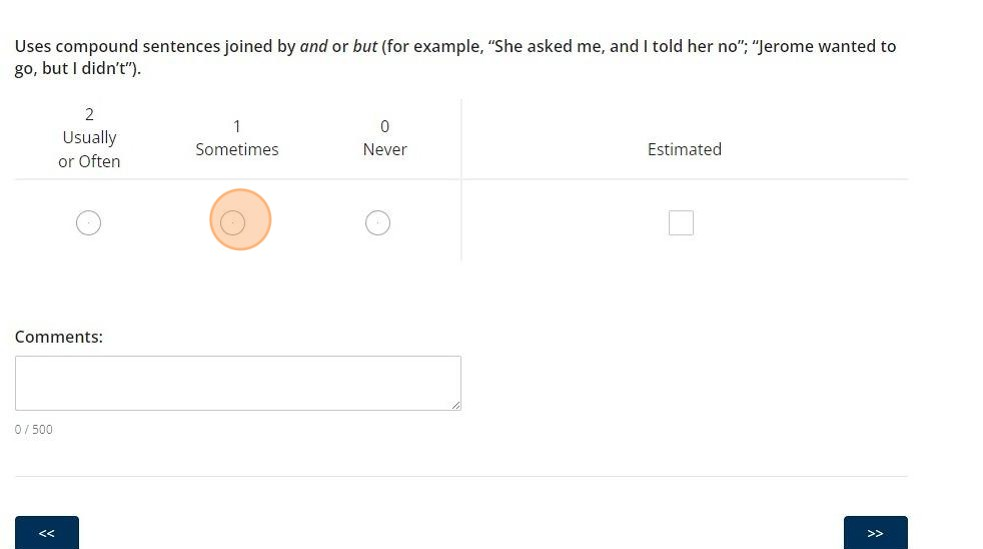 Uses compound sentences joined by and or but (for example, “She asked me, and I told her no”; “Jerome wanted to
go, but I didn’t”).
2
Usually
or Often
1
Sometimes
0
Never
Estimated
Comments:
0 / 500
<<
>>